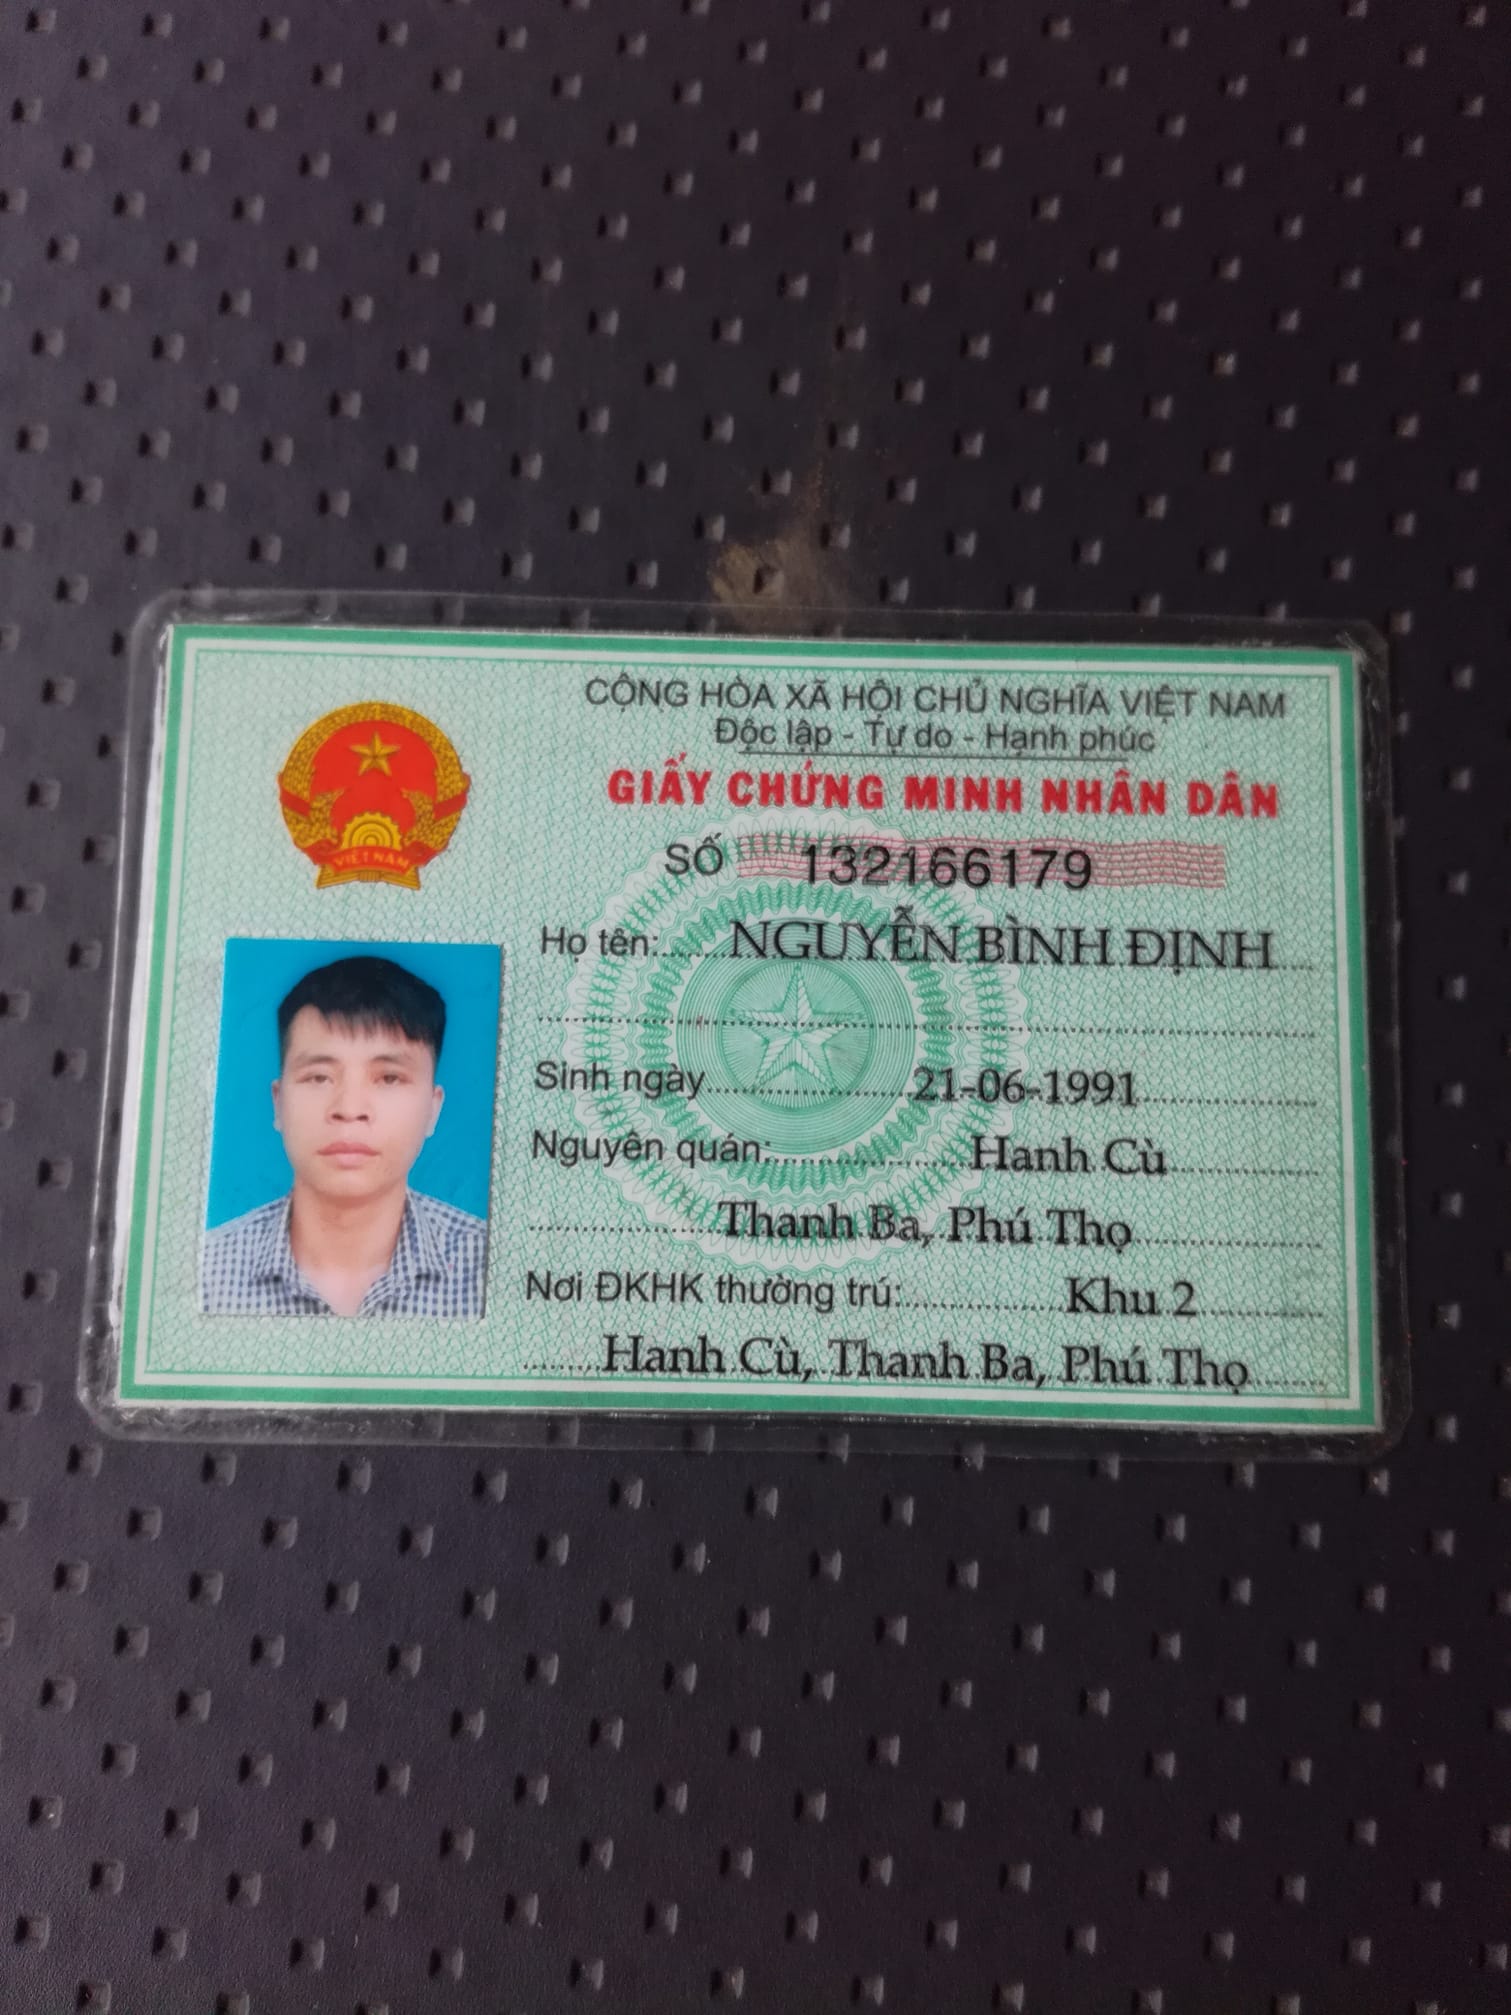 CỘNG HÒA XÃ HỘI CHỦ NGHĨA VIỆT NAM
Độc lập - Tự do - Hạnh phúc
GIẤY CHỨNG MINH NHÂN DÂN
SỐ 132166179
VIỆT NAM
Họ tên: NGUYỄN BÌNH ĐỊNH
Sinh ngày 21-06-1991
Nguyên quán: Hanh Cù
Thanh Ba, Phú Thọ
Nơi ĐKHK thường trú: Khu 2
Hanh Cù, Thanh Ba, Phú Thọ